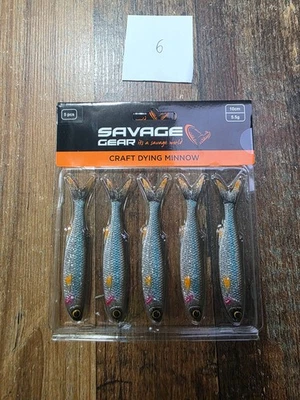 6
5 pcs
10cm
5.5g
SAVAGE
GEAR it's a savage world
CRAFT DYING MINNOW